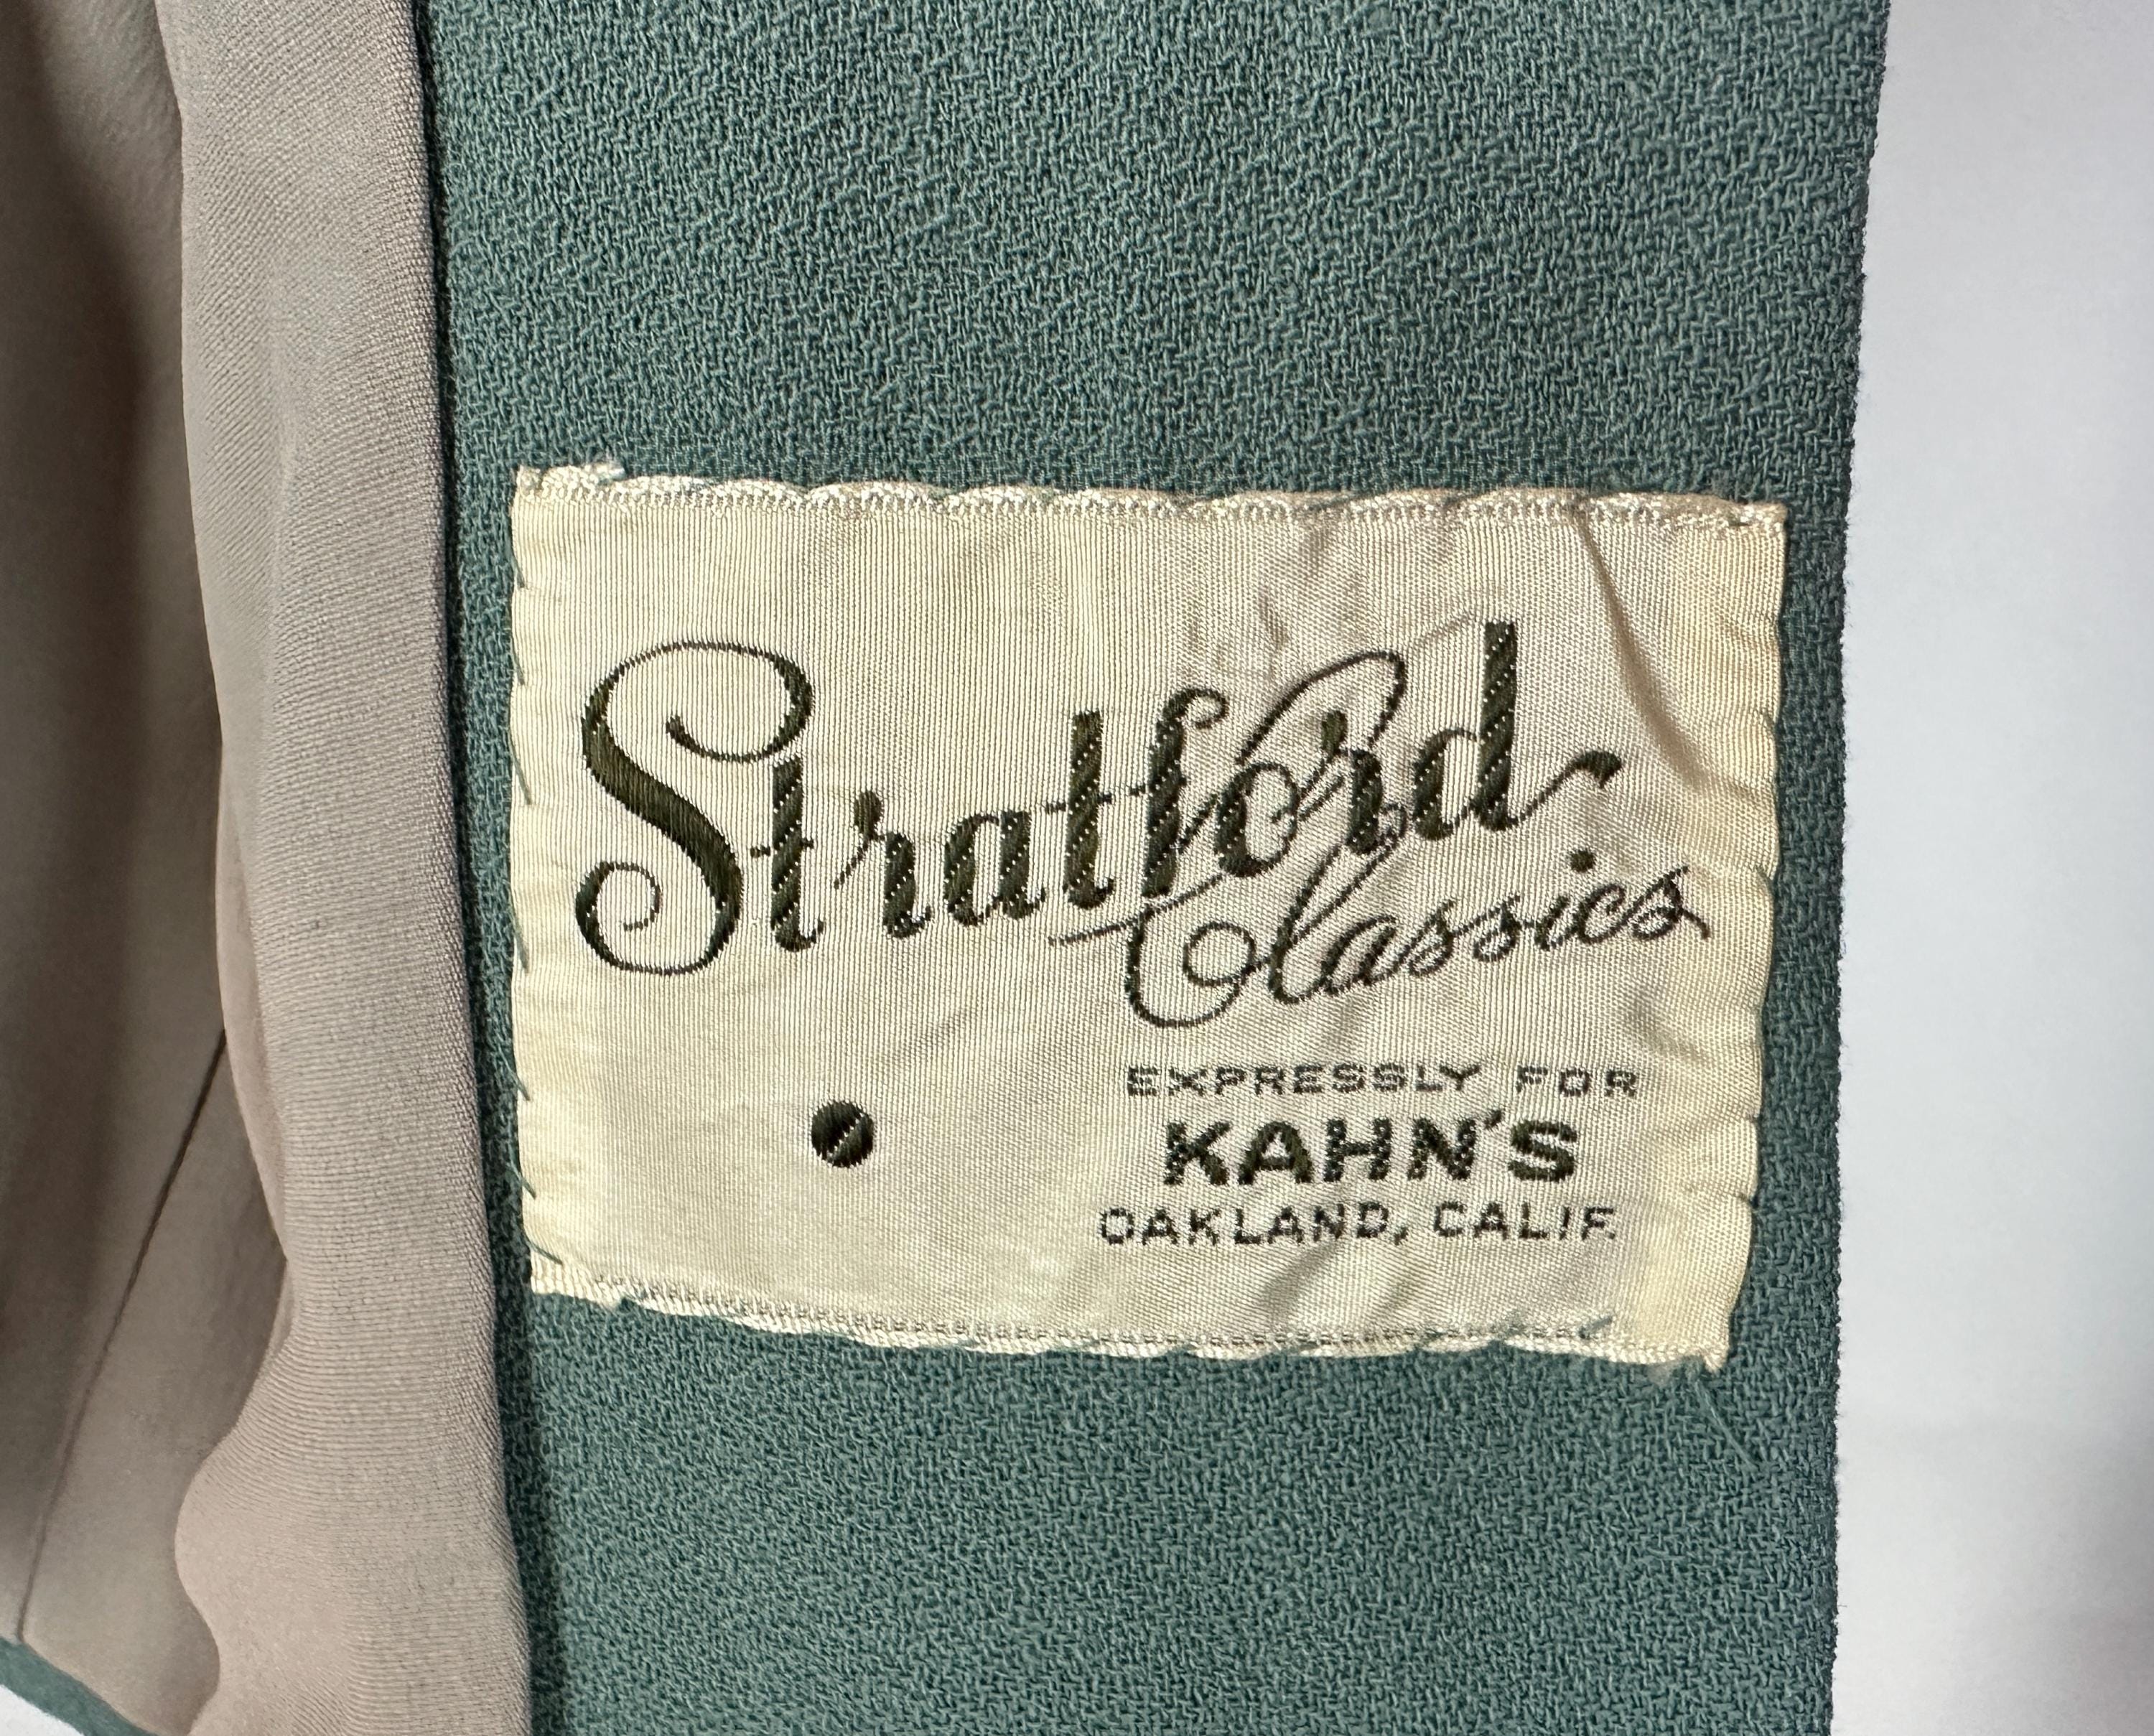 Stratford
Classics
EXPRESSLY FOR
KAHN'S
OAKLAND, CALIF.